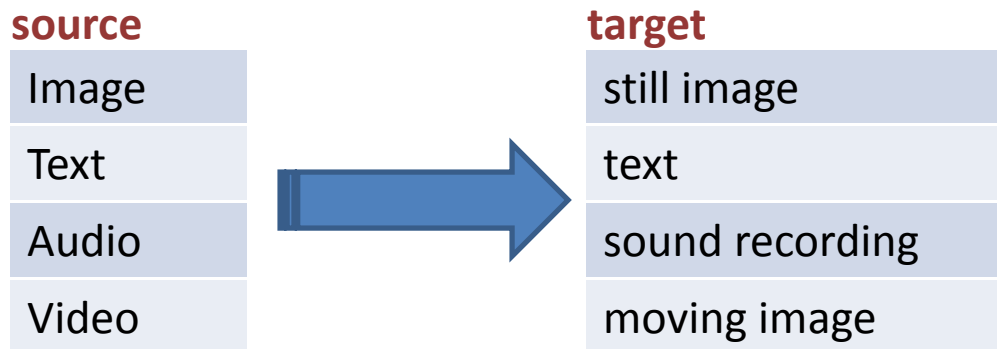 source
target
Image
still image
Text
text
Audio
sound recording
Video
moving image